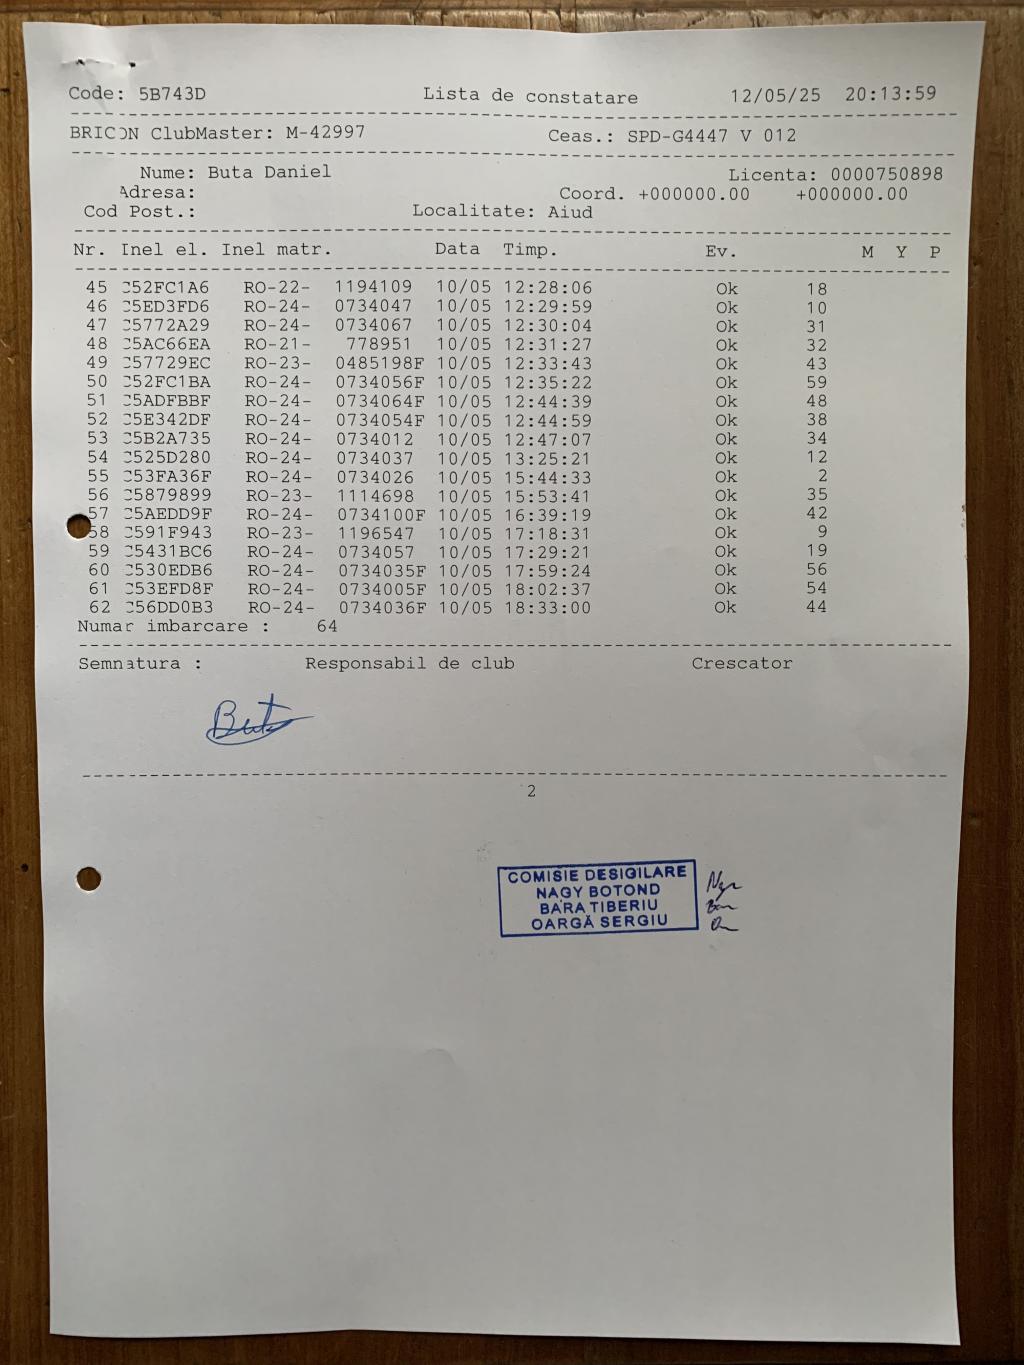 Code: 5B743D Lista de constatare 12/05/25 20:13:59
BRICON ClubMaster: M-42997 Ceas.: SPD-G4447 V 012
Nume: Buta Daniel Licenta: 0000750898
Adresa: Coord. +000000.00 +000000.00
Cod Post.: Localitate: Aiud
Nr. Inel el. Inel matr. Data Timp. Ev. M Y P
45 C52FC1A6 RO-22- 1194109 10/05 12:28:06 Ok 18
46 C5ED3FD6 RO-24- 0734047 10/05 12:29:59 Ok 10
47 C5772A29 RO-24- 0734067 10/05 12:30:04 Ok 31
48 C5AC66EA RO-21- 778951 10/05 12:31:27 Ok 32
49 C57729EC RO-23- 0485198F 10/05 12:33:43 Ok 43
50 C52FC1BA RO-24- 0734056F 10/05 12:35:22 Ok 59
51 C5ADFBBF RO-24- 0734064F 10/05 12:44:39 Ok 48
52 C5E342DF RO-24- 0734054F 10/05 12:44:59 Ok 38
53 C5B2A735 RO-24- 0734012 10/05 12:47:07 Ok 34
54 C525D280 RO-24- 0734037 10/05 13:25:21 Ok 12
55 C53FA36F RO-24- 0734026 10/05 15:44:33 Ok 2
56 C5879899 RO-23- 1114698 10/05 15:53:41 Ok 35
57 C5AEDD9F RO-24- 0734100F 10/05 16:39:19 Ok 42
58 C591F943 RO-23- 1196547 10/05 17:18:31 Ok 9
59 C5431BC6 RO-24- 0734057 10/05 17:29:21 Ok 19
60 C530EDB6 RO-24- 0734035F 10/05 17:59:24 Ok 56
61 C53EFD8F RO-24- 0734005F 10/05 18:02:37 Ok 54
62 C56DD0B3 RO-24- 0734036F 10/05 18:33:00 Ok 44
Numar imbarcare : 64
Semnatura : Responsabil de club Crescator
Buta
2
COMISIE DESIGILARE
NAGY BOTOND
BARA TIBERIU
OARGĂ SERGIU